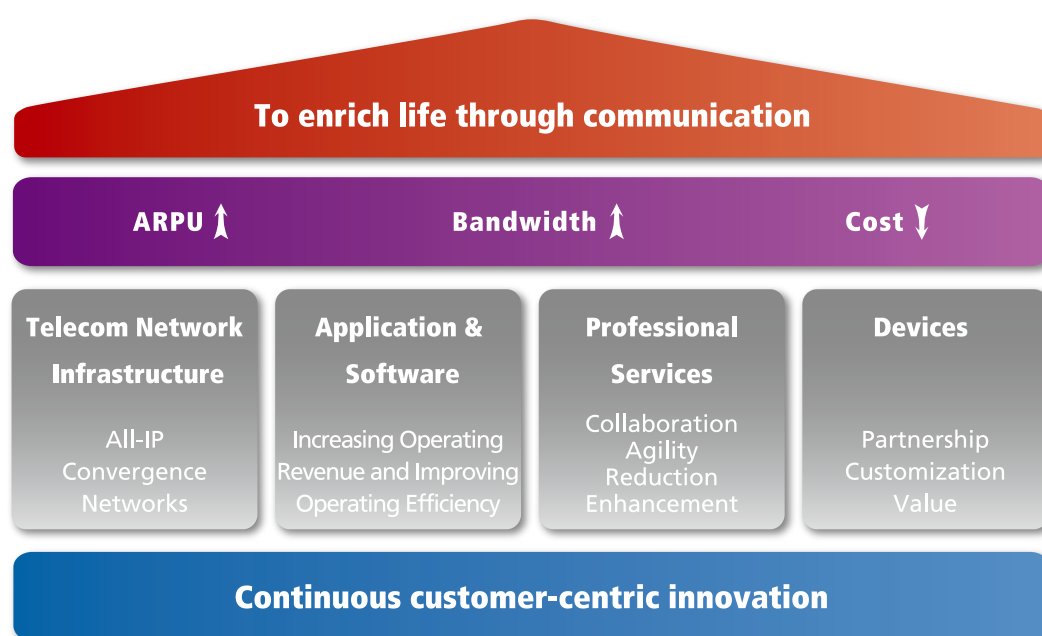 To enrich life through communication
ARPU
Bandwidth
Cost
Telecom Network
Infrastructure
All-IP
Convergence
Networks
Application &
Software
Increasing Operating
Revenue and Improving
Operating Efficiency
Professional
Services
Collaboration
Agility
Reduction
Enhancement
Devices
Partnership
Customization
Value
Continuous customer-centric innovation